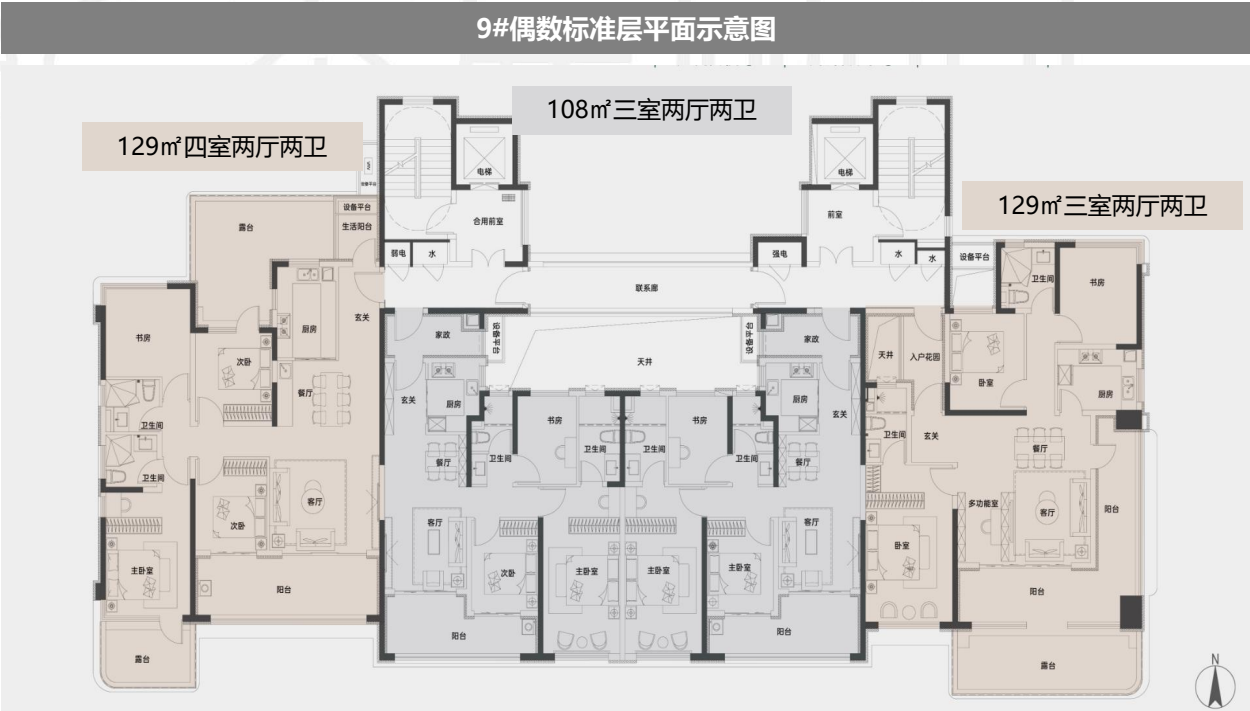 9#偶数标准层平面示意图
108㎡三室两厅两卫
129㎡四室两厅两卫
129㎡三室两厅两卫
电梯
电梯
设备平台
生活阳台
露台
合用前室
前室
弱电
水
强电
水
水
设备平台
卫生间
书房
联系廊
玄关
厨房
书房
次卧
餐厅
家政
设备平台
天井
设备平台
家政
天井
入户花园
卧室
厨房
玄关
厨房
书房
书房
厨房
玄关
卫生间
卫生间
餐厅
卫生间
卫生间
卫生间
卫生间
餐厅
卫生间
玄关
餐厅
次卧
客厅
客厅
客厅
多功能室
客厅
阳台
主卧室
阳台
次卧
主卧室
主卧室
主卧室
卧室
阳台
露台
阳台
阳台
露台
N